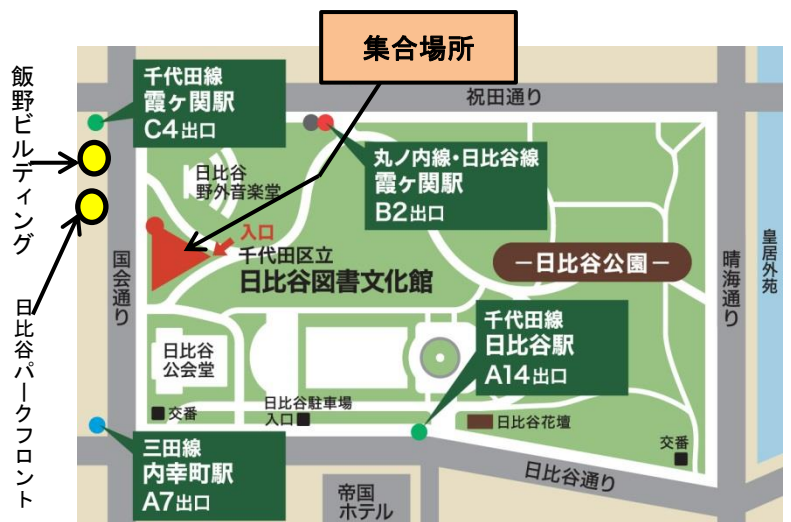 集合場所
飯野ビルディング
日比谷パークフロント
千代田線
霞ヶ関駅
C4出口
祝田通り
丸ノ内線・日比谷線
霞ヶ関駅
B2出口
日比谷
野外音楽堂
入口
千代田区立
日比谷図書文化館
－日比谷公園－
国会通り
晴海通り
皇居外苑
千代田線
日比谷駅
A14出口
日比谷
公会堂
交番
日比谷駐車場
入口
日比谷花壇
交番
三田線
内幸町駅
A7出口
日比谷通り
帝国
ホテル